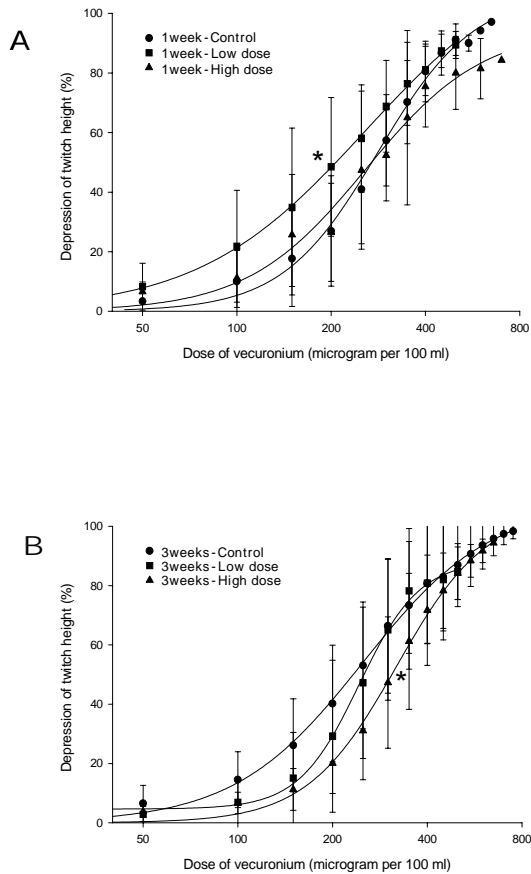 A
1week-Control
1week-Low dose
1week-High dose
100
80
60
40
20
0
Depression of twitch height (%)
*
50 100 200 400 800
Dose of vecuronium (microgram per 100 ml)
B
3weeks-Control
3weeks-Low dose
3weeks-High dose
100
80
60
40
20
0
Depression of twitch height (%)
*
50 100 200 400 800
Dose of vecuronium (microgram per 100 ml)